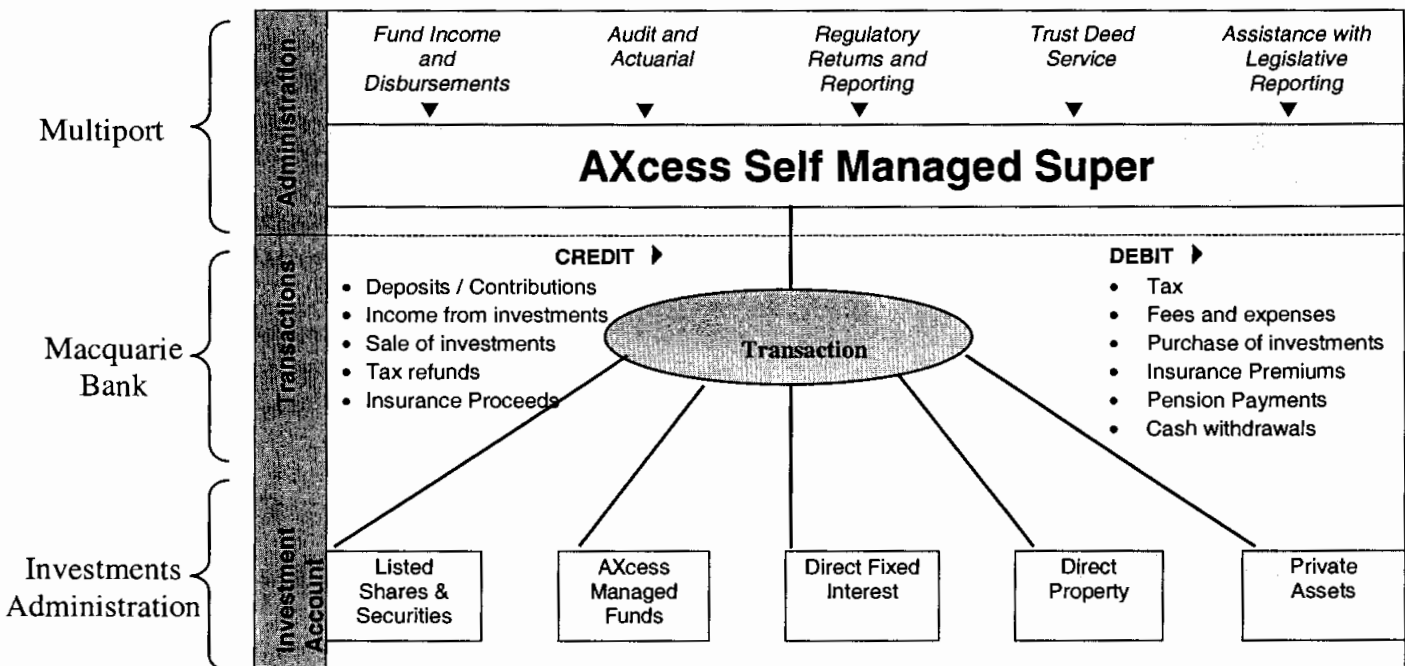 Multiport
Administration
Fund Income
and
Disbursements
Audit and
Actuarial
Regulatory
Returns and
Reporting
Trust Deed
Service
Assistance with
Legislative
Reporting
AXcess Self Managed Super
Macquarie
Bank
Transactions
CREDIT
• Deposits / Contributions
• Income from investments
• Sale of investments
• Tax refunds
• Insurance Proceeds
Transaction
DEBIT
• Tax
• Fees and expenses
• Purchase of investments
• Insurance Premiums
• Pension Payments
• Cash withdrawals
Investments
Administration
Investment
Account
Listed
Shares &
Securities
AXcess
Managed
Funds
Direct Fixed
Interest
Direct
Property
Private
Assets